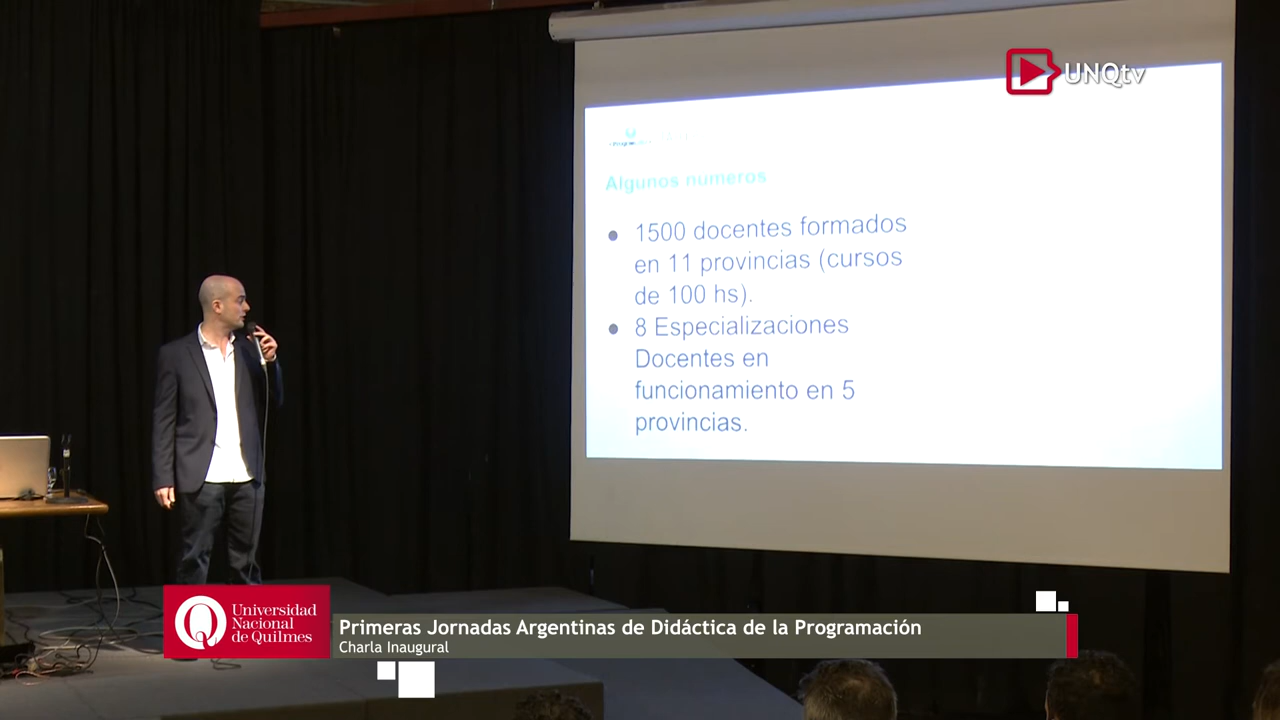 UNQtv
Algunos numeros
● 1500 docentes formados
en 11 provincias (cursos
de 100 hs).
● 8 Especializaciones
Docentes en
funcionamiento en 5
provincias.
Universidad
Nacional
de Quilmes
Primeras Jornadas Argentinas de Didáctica de la Programación
Charla Inaugural